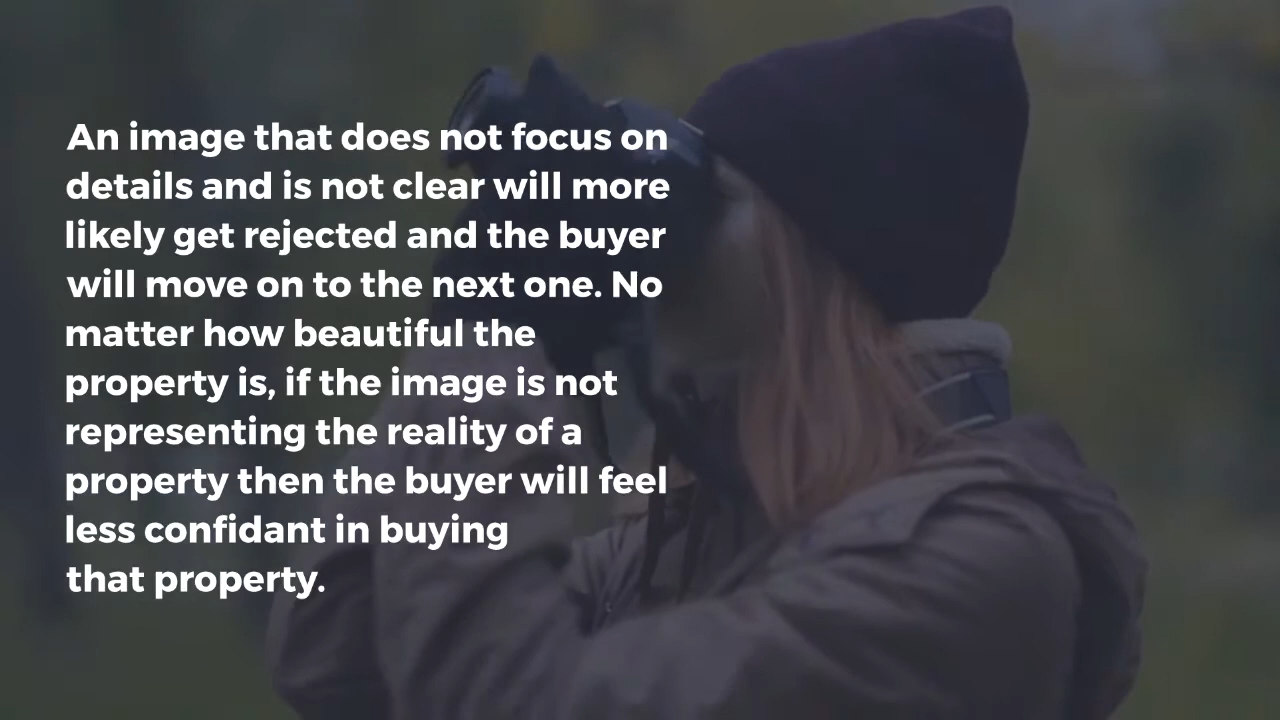 An image that does not focus on
details and is not clear will more
likely get rejected and the buyer
will move on to the next one. No
matter how beautiful the
property is, if the image is not
representing the reality of a
property then the buyer will feel
less confidant in buying
that property.